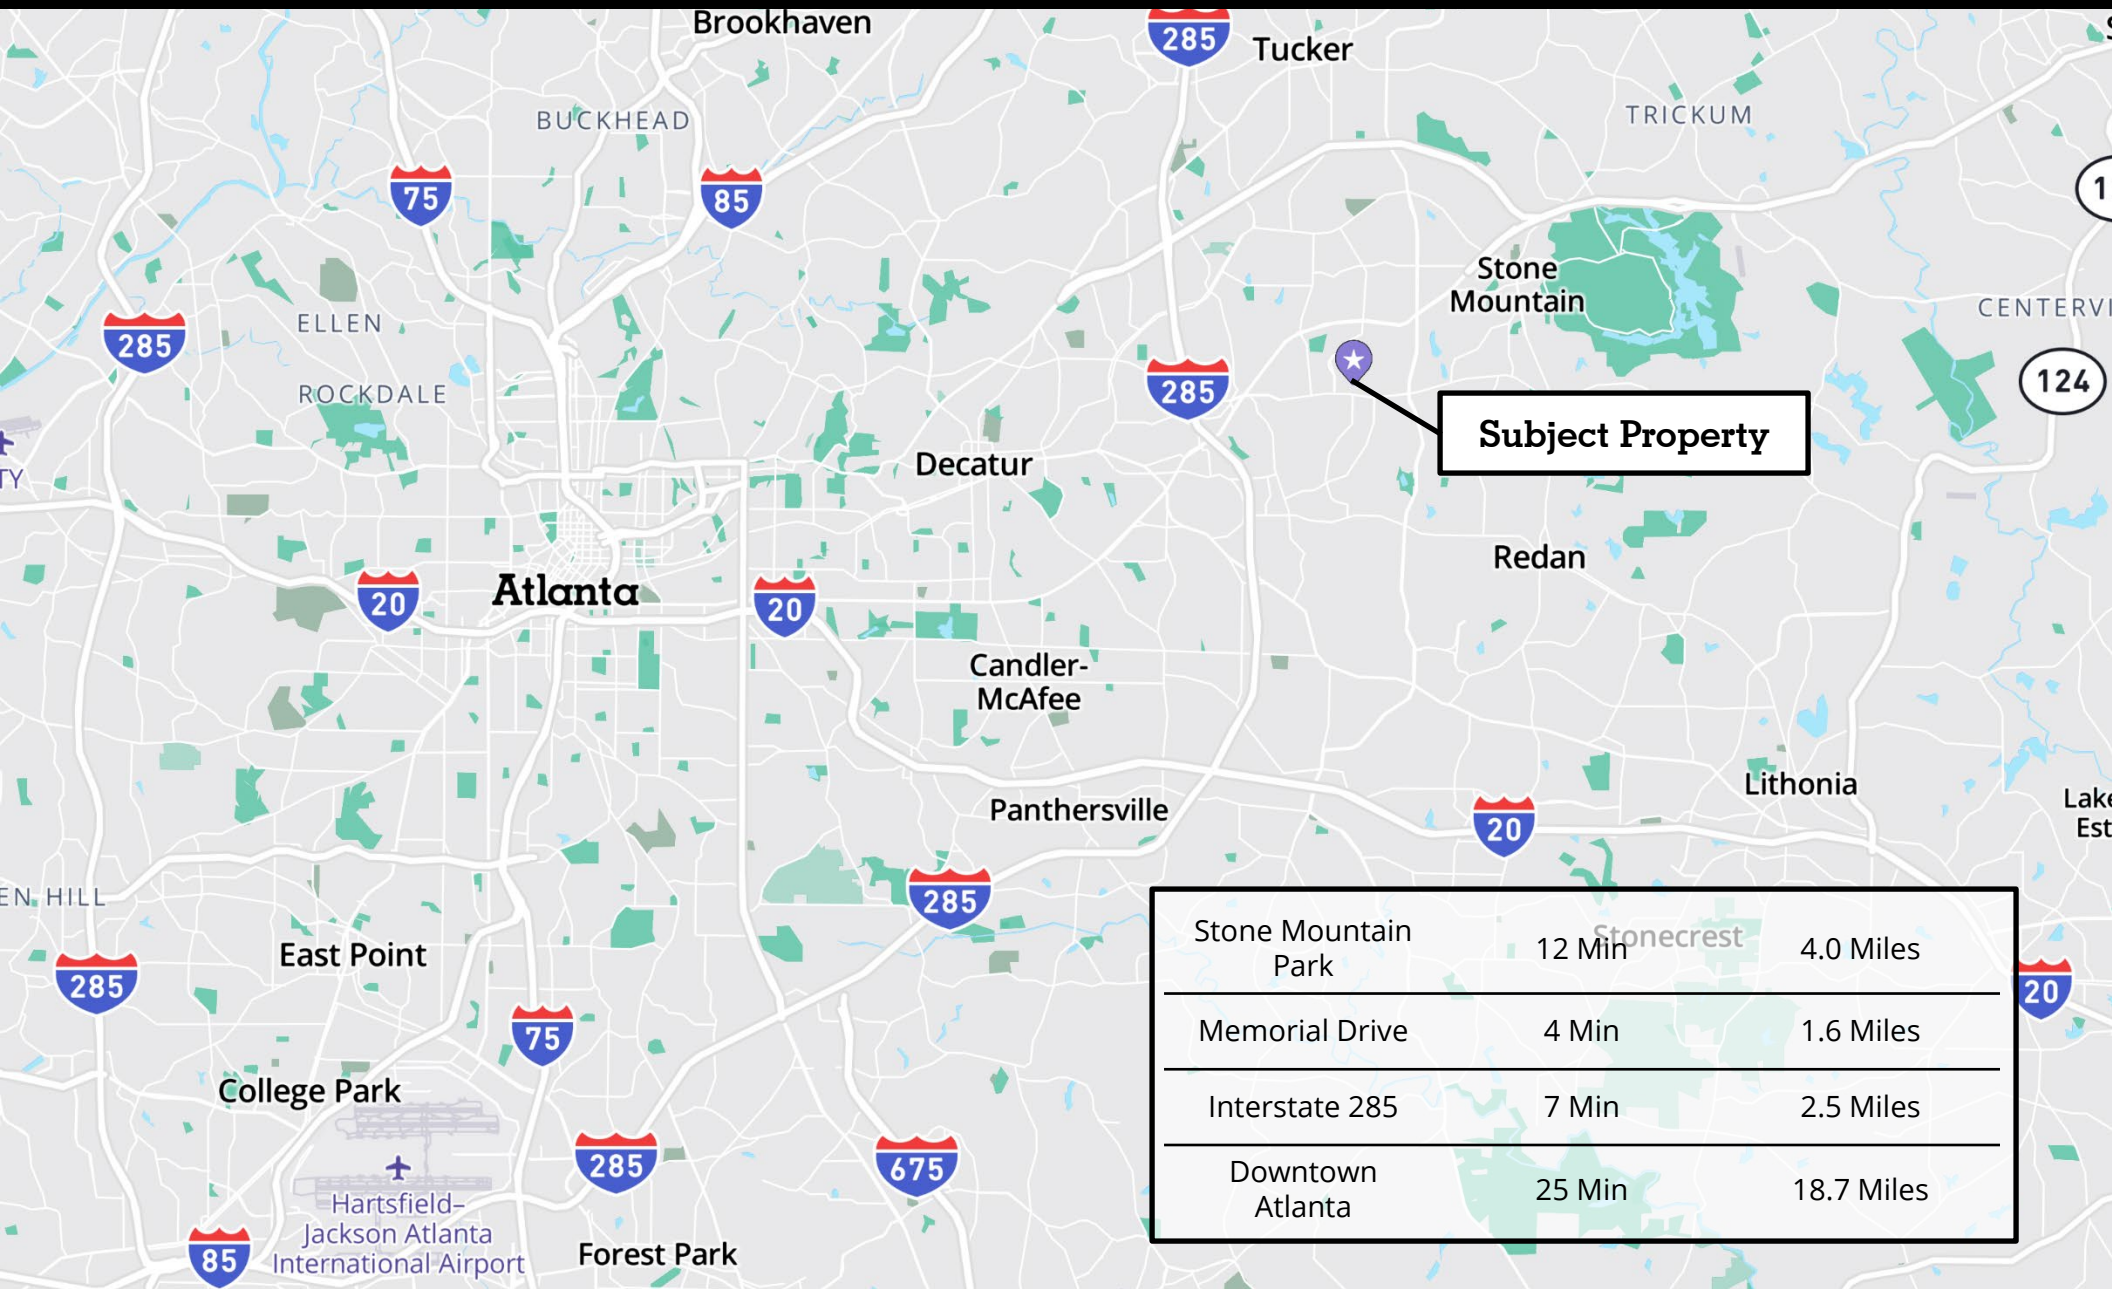 Brookhaven
285
Tucker
BUCKHEAD
TRICKUM
75
85
1
Stone
Mountain
ELLEN
285
CENTERVI
ROCKDALE
285
124
Subject Property
TY
Decatur
Redan
20
Atlanta
20
Candler-
McAfee
Panthersville
20
Lithonia
Lake
Est
EN HILL
285
East Point
285
75
College Park
Hartsfield–
Jackson Atlanta
International Airport
285
675
85
Forest Park
Stonecrest
20
Stone Mountain
Park
12 Min
4.0 Miles
Memorial Drive
4 Min
1.6 Miles
Interstate 285
7 Min
2.5 Miles
Downtown
Atlanta
25 Min
18.7 Miles